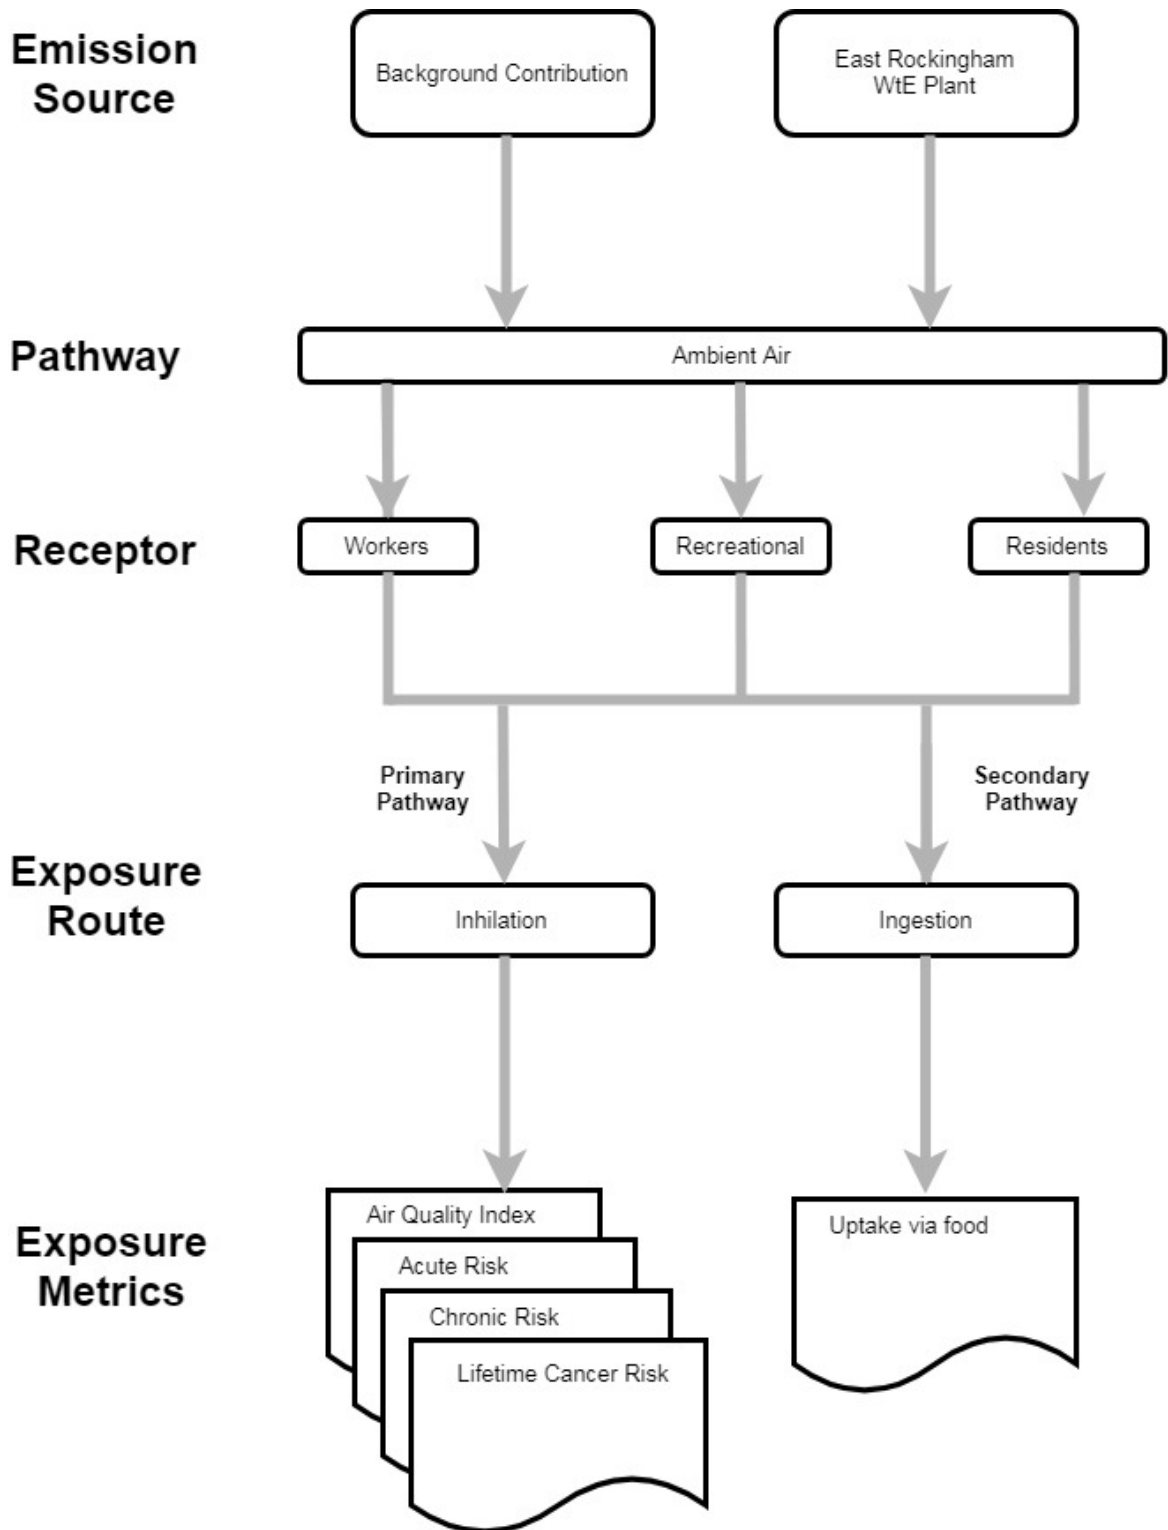 Emission
Source
Background Contribution
East Rockingham
WtE Plant
Pathway
Ambient Air
Receptor
Workers
Recreational
Residents
Primary
Pathway
Secondary
Pathway
Exposure
Route
Inhilation
Ingestion
Exposure
Metrics
Air Quality Index
Acute Risk
Chronic Risk
Lifetime Cancer Risk
Uptake via food